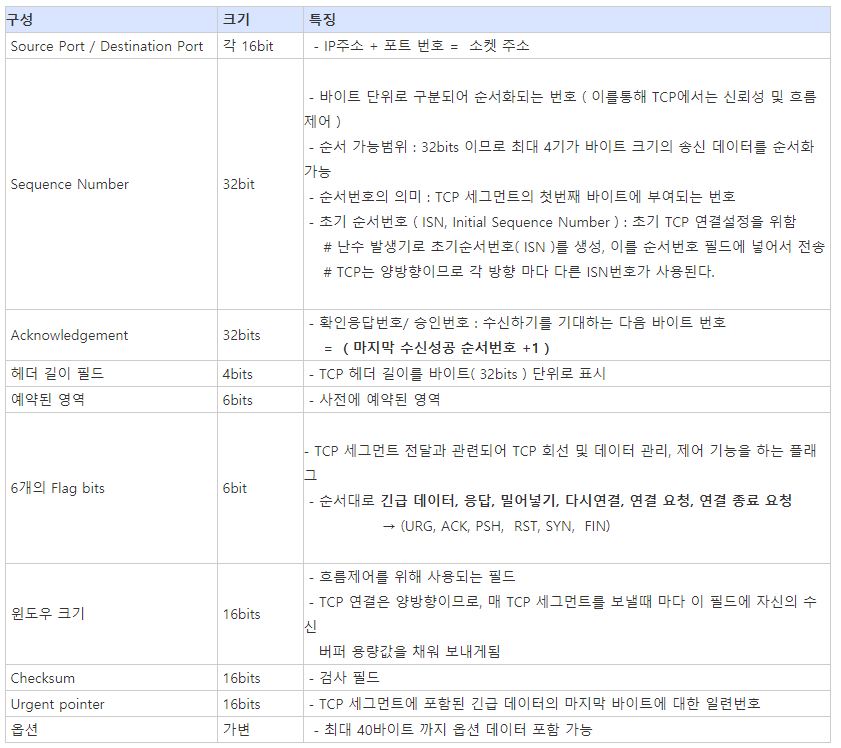 구성 크기 특징
Source Port / Destination Port 각 16bit - IP주소 + 포트 번호 = 소켓 주소
- 바이트 단위로 구분되어 순서화되는 번호 ( 이를통해 TCP에서는 신뢰성 및 흐름
제어 )
- 순서 가능범위 : 32bits 이므로 최대 4기가 바이트 크기의 송신 데이터를 순서화
가능
Sequence Number 32bit - 순서번호의 의미 : TCP 세그먼트의 첫번째 바이트에 부여되는 번호
- 초기 순서번호 ( ISN, Initial Sequence Number ) : 초기 TCP 연결설정을 위함
# 난수 발생기로 초기순서번호( ISN )를 생성, 이를 순서번호 필드에 넣어서 전송
# TCP는 양방향이므로 각 방향 마다 다른 ISN번호가 사용된다.
Acknowledgement 32bits - 확인응답번호/ 승인번호 : 수신하기를 기대하는 다음 바이트 번호
= ( 마지막 수신성공 순서번호 +1 )
헤더 길이 필드 4bits - TCP 헤더 길이를 바이트( 32bits ) 단위로 표시
예약된 영역 6bits - 사전에 예약된 영역
- TCP 세그먼트 전달과 관련되어 TCP 회선 및 데이터 관리, 제어 기능을 하는 플래
그
6개의 Flag bits 6bit - 순서대로 긴급 데이터, 응답, 밀어넣기, 다시연결, 연결 요청, 연결 종료 요청
→ (URG, ACK, PSH, RST, SYN, FIN)
- 흐름제어를 위해 사용되는 필드
윈도우 크기 16bits - TCP 연결은 양방향이므로, 매 TCP 세그먼트를 보낼때 마다 이 필드에 자신의 수
신
버퍼 용량값을 채워 보내게됨
Checksum 16bits - 검사 필드
Urgent pointer 16bits - TCP 세그먼트에 포함된 긴급 데이터의 마지막 바이트에 대한 일련번호
옵션 가변 - 최대 40바이트 까지 옵션 데이터 포함 가능